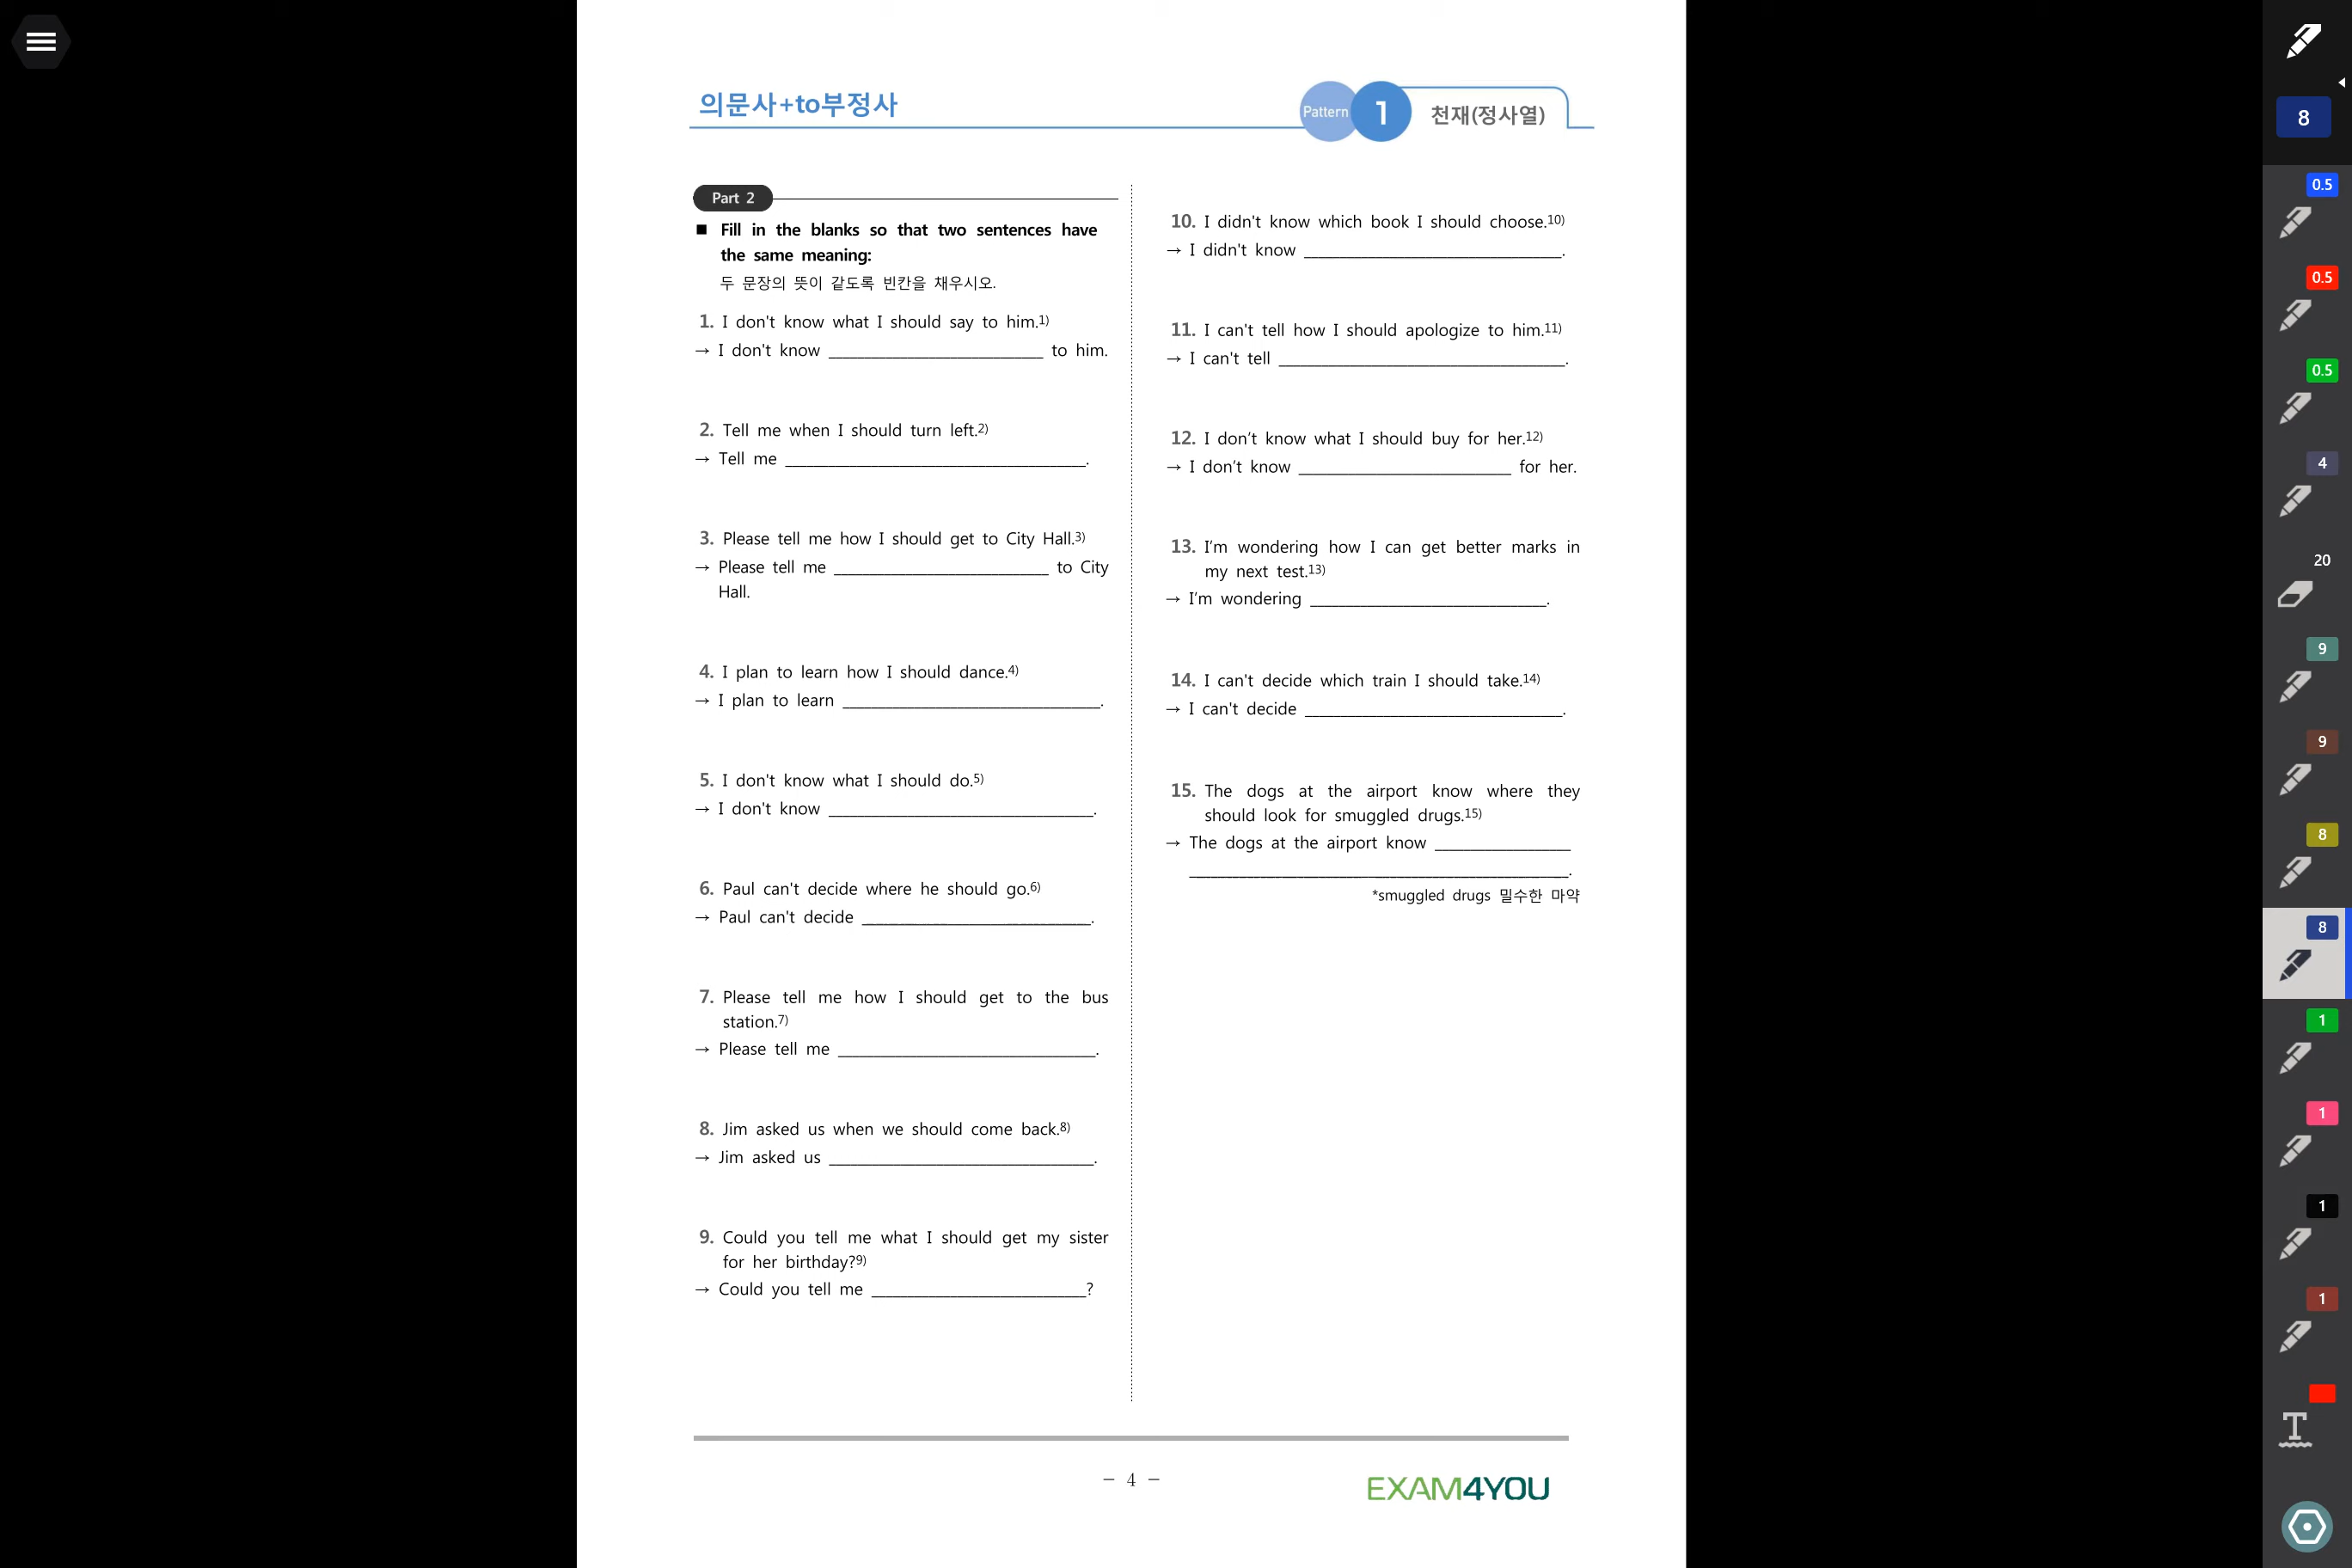 의문사+to부정사
Pattern 1 천재(정사열)
Part 2
■ Fill in the blanks so that two sentences have
the same meaning:
두 문장의 뜻이 같도록 빈칸을 채우시오.
1. I don't know what I should say to him.1)
→ I don't know ______________________________ to him.
2. Tell me when I should turn left.2)
→ Tell me ______________________________.
3. Please tell me how I should get to City Hall.3)
→ Please tell me ______________________________ to City
Hall.
4. I plan to learn how I should dance.4)
→ I plan to learn ______________________________.
5. I don't know what I should do.5)
→ I don't know ______________________________.
6. Paul can't decide where he should go.6)
→ Paul can't decide ______________________________.
7. Please tell me how I should get to the bus
station.7)
→ Please tell me ______________________________.
8. Jim asked us when we should come back.8)
→ Jim asked us ______________________________.
9. Could you tell me what I should get my sister
for her birthday?9)
→ Could you tell me ______________________________?
10. I didn't know which book I should choose.10)
→ I didn't know ______________________________.
11. I can't tell how I should apologize to him.11)
→ I can't tell ______________________________.
12. I don’t know what I should buy for her.12)
→ I don’t know ______________________________ for her.
13. I’m wondering how I can get better marks in
my next test.13)
→ I’m wondering ______________________________.
14. I can't decide which train I should take.14)
→ I can't decide ______________________________.
15. The dogs at the airport know where they
should look for smuggled drugs.15)
→ The dogs at the airport know ________________
______________________________.
*smuggled drugs 밀수한 마약
- 4 -
EXAM4YOU
8
0.5
0.5
0.5
4
20
9
9
8
8
1
1
1
1
T